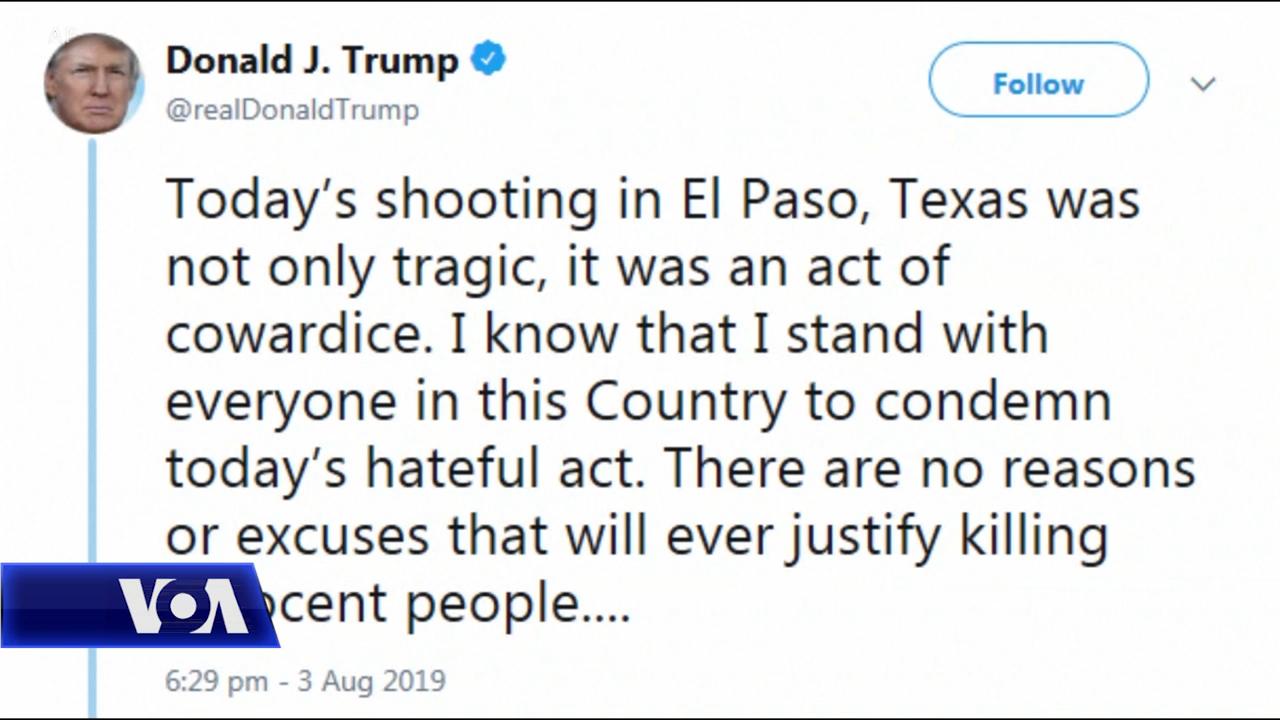 Donald J. Trump
@realDonaldTrump
Follow
Today's shooting in El Paso, Texas was
not only tragic, it was an act of
cowardice. I know that I stand with
everyone in this Country to condemn
today's hateful act. There are no reasons
or excuses that will ever justify killing
people....
VOA
6:29 pm - 3 Aug 2019